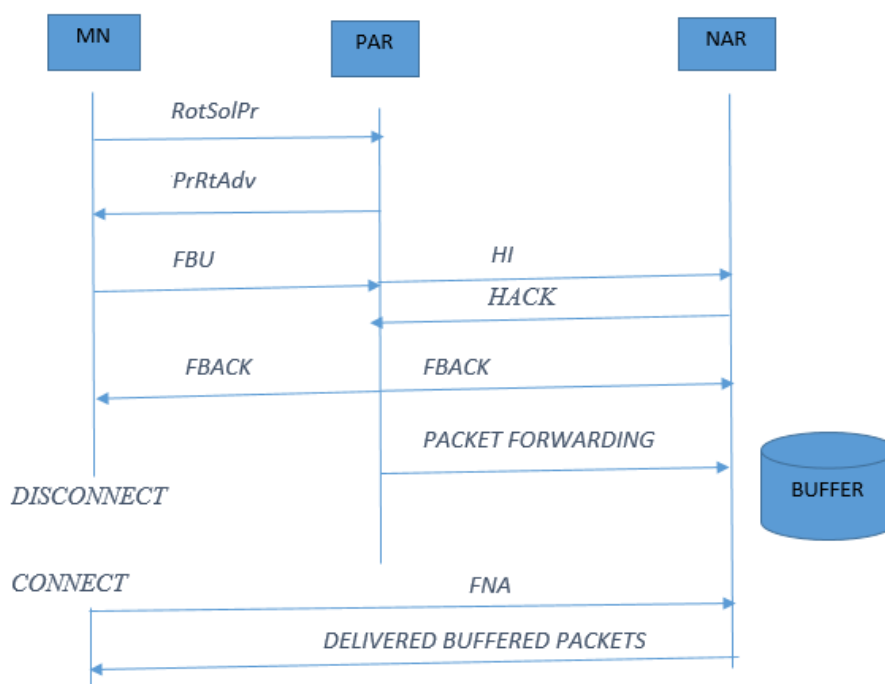 MN
PAR
NAR
RotSolPr
PrRtAdv
FBU
HI
HACK
FBACK
FBACK
PACKET FORWARDING
BUFFER
DISCONNECT
CONNECT
FNA
DELIVERED BUFFERED PACKETS